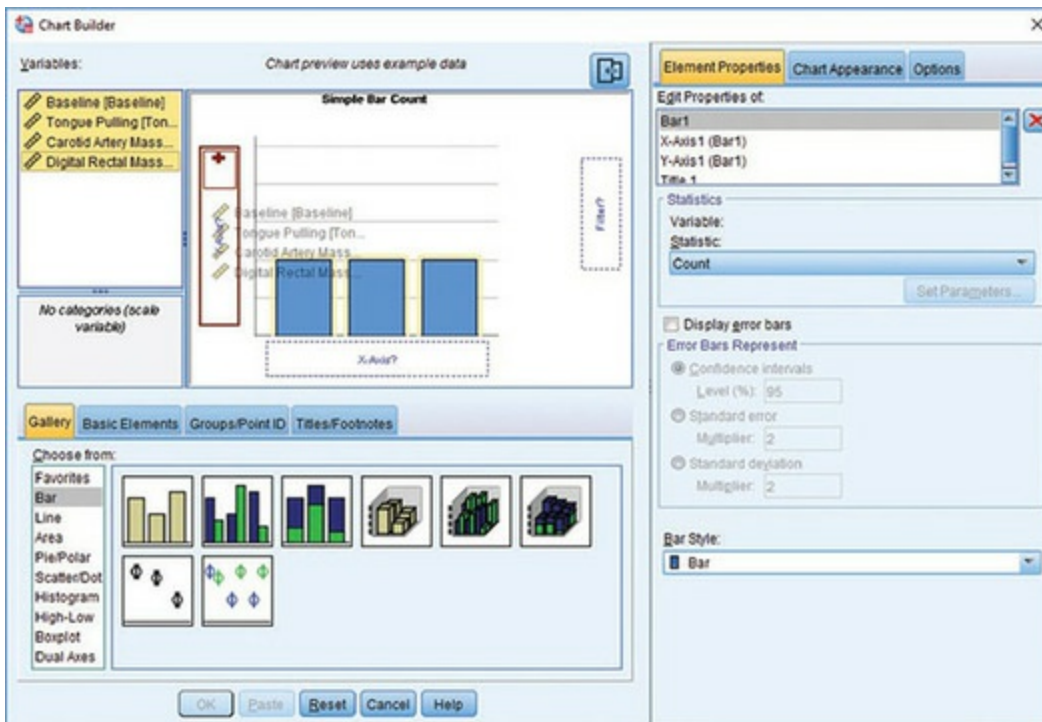 Chart Builder
Variables:
Chart preview uses example data
Baseline [Baseline]
Tongue Pulling [Ton...
Carotid Artery Mass...
Digital Rectal Mass...
No categories (scale
variable)
Simple Bar Count
Baseline [Baseline]
Tongue Pulling [Ton...
Carotid Artery Mass...
Digital Rectal Mass...
Filter?
X-Axis?
Gallery
Basic Elements
Groups/Point ID
Titles/Footnotes
Choose from:
Favorites
Bar
Line
Area
Pie/Polar
Scatter/Dot
Histogram
High-Low
Boxplot
Dual Axes
OK
Paste
Reset
Cancel
Help
Element Properties
Chart Appearance
Options
Edit Properties of:
Bar1
X-Axis1 (Bar1)
Y-Axis1 (Bar1)
Title 1
Statistics
Variable:
Statistic:
Count
Set Parameters...
Display error bars
Error Bars Represent
Confidence intervals
Level (%): 95
Standard error
Multiplier: 2
Standard deviation
Multiplier: 2
Bar Style:
Bar